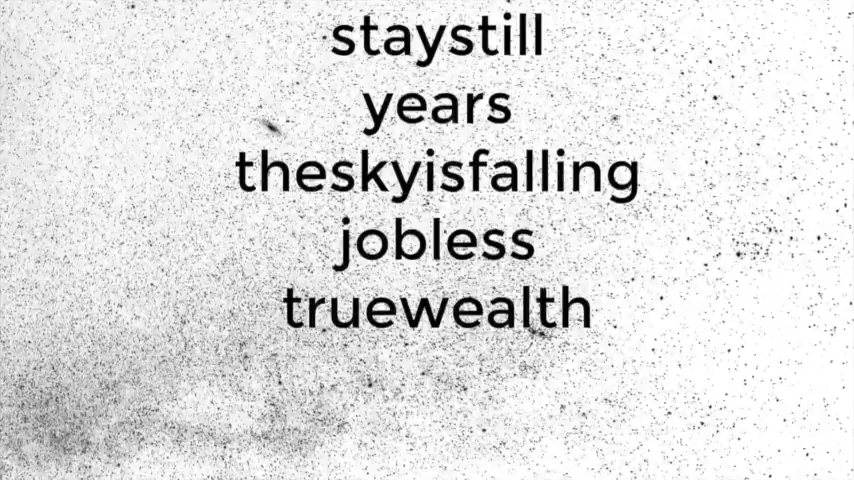 staystill
years
theskyisfalling
jobless
truewealth